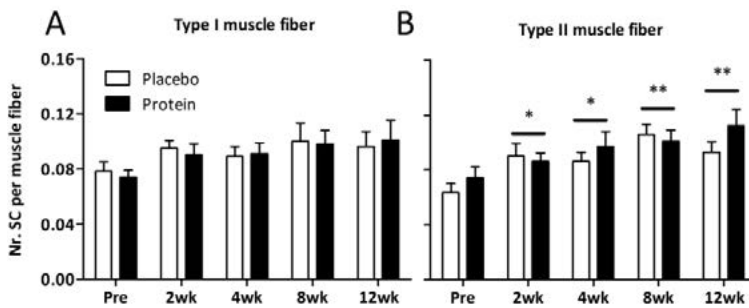 A
Type I muscle fiber
Nr. SC per muscle fiber
0.16
0.12
0.08
0.04
0.00
Placebo
Protein
Pre 2wk 4wk 8wk 12wk
B
Type II muscle fiber
* * ** **
Pre 2wk 4wk 8wk 12wk